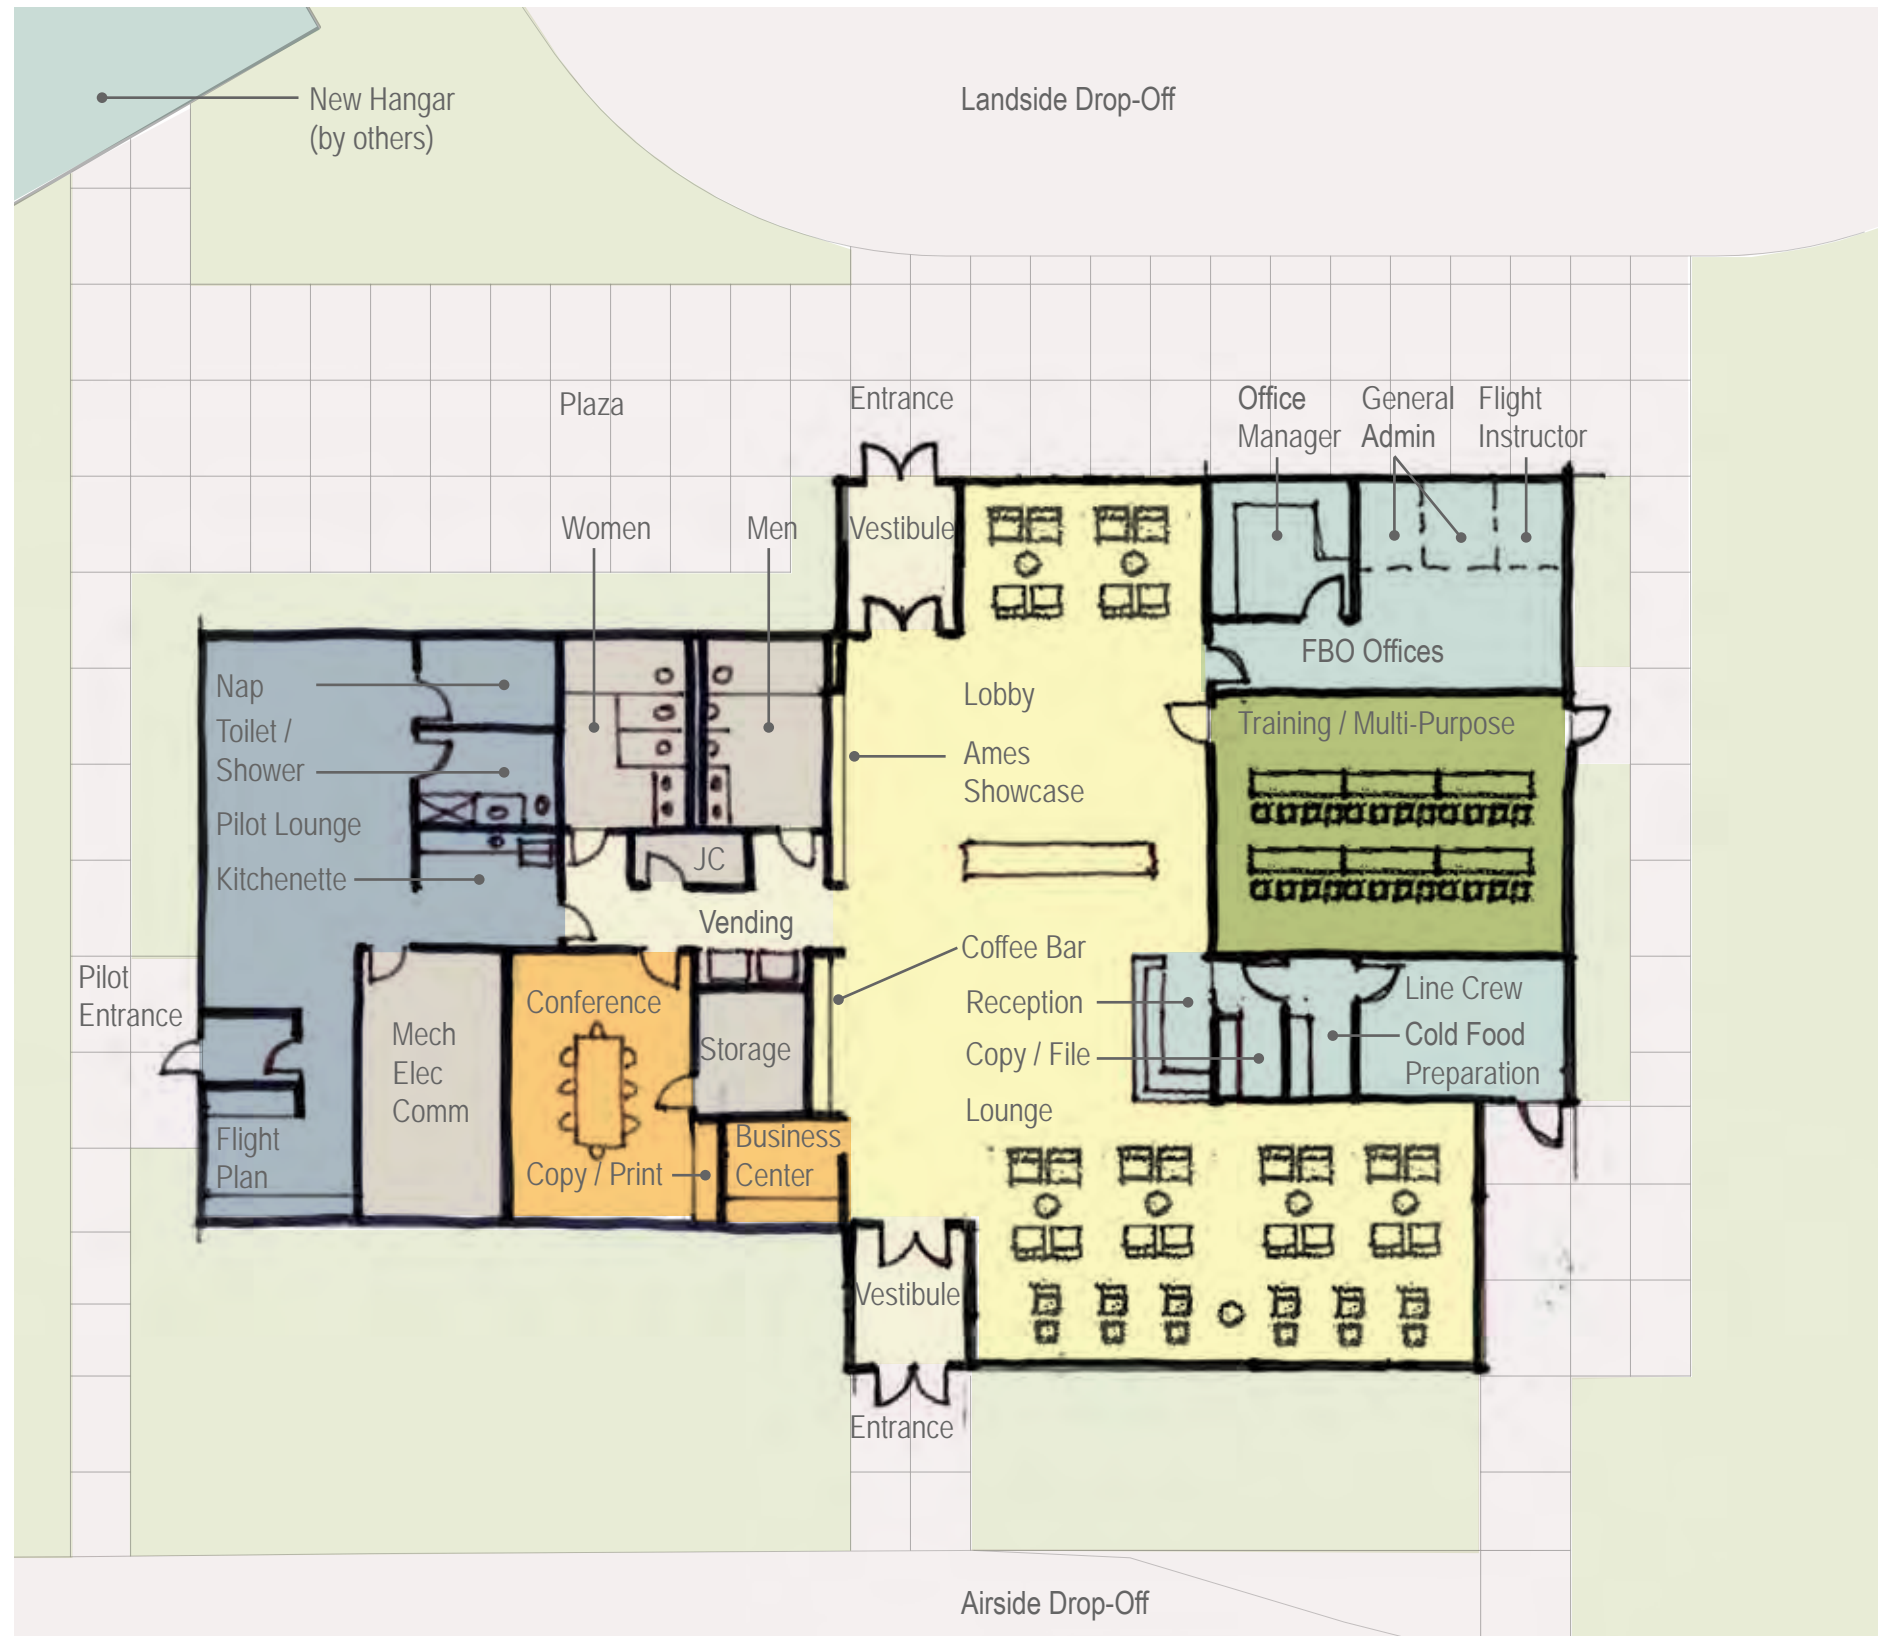 New Hangar
(by others)
Landside Drop-Off
Plaza
Entrance
Office
Manager
General
Admin
Flight
Instructor
Women
Men
Vestibule
FBO Offices
Nap
Toilet /
Shower
Pilot Lounge
Kitchenette
JC
Vending
Lobby
Ames
Showcase
Training / Multi-Purpose
Coffee Bar
Reception
Copy / File
Lounge
Line Crew
Cold Food
Preparation
Pilot
Entrance
Mech
Elec
Comm
Conference
Storage
Flight
Plan
Copy / Print
Business
Center
Vestibule
Entrance
Airside Drop-Off